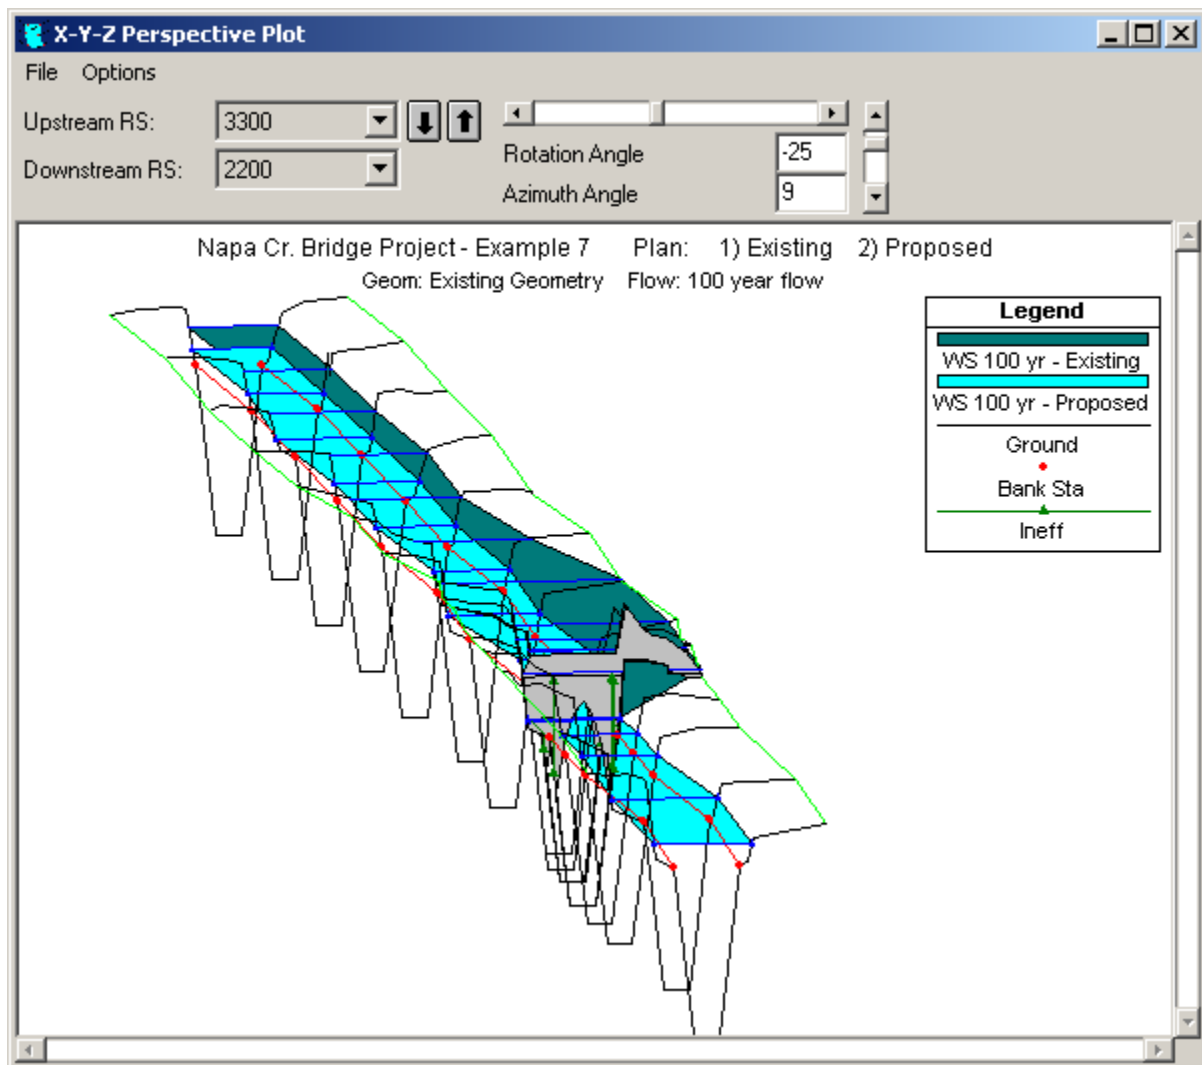 X-Y-Z Perspective Plot
File Options
Upstream RS: 3300
Downstream RS: 2200
Rotation Angle -25
Azimuth Angle 9
Napa Cr. Bridge Project - Example 7 Plan: 1) Existing 2) Proposed
Geom: Existing Geometry Flow: 100 year flow
Legend
WS 100 yr - Existing
WS 100 yr - Proposed
Ground
Bank Sta
Ineff